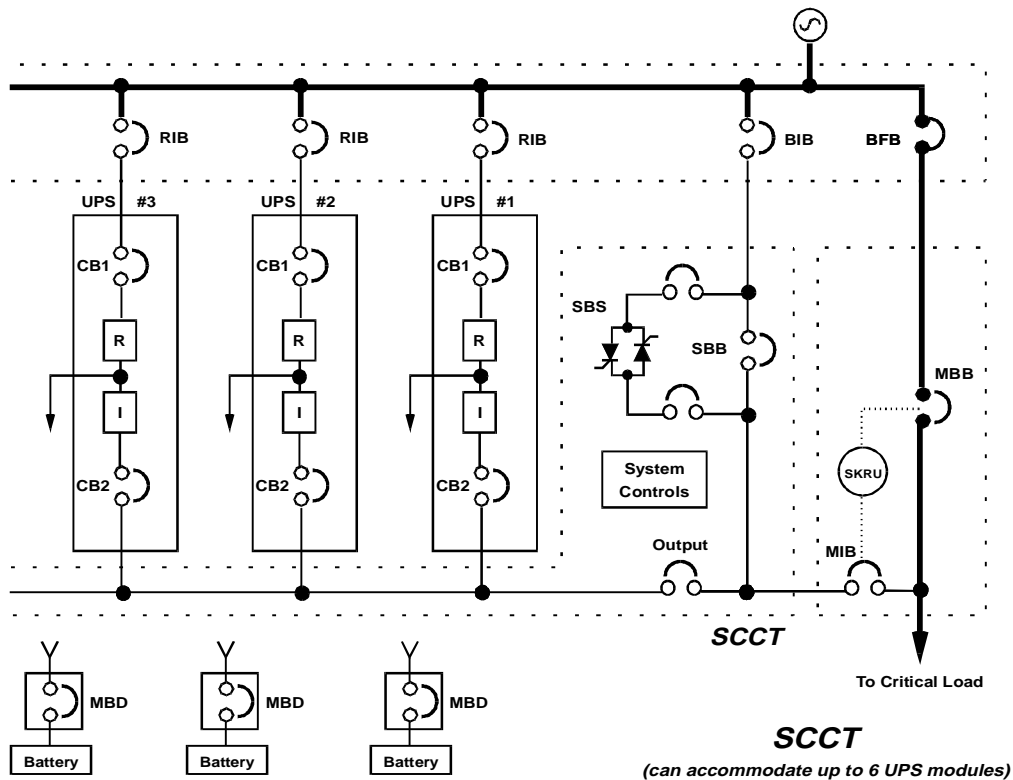 RIB RIB RIB BIB BFB
UPS #3 UPS #2 UPS #1
CB1 CB1 CB1
SBS
R R R SBB
MBB
I I I
System
Controls
SKRU
CB2 CB2 CB2
Output MIB
SCCT
To Critical Load
MBD MBD MBD
Battery Battery Battery
SCCT
(can accommodate up to 6 UPS modules)